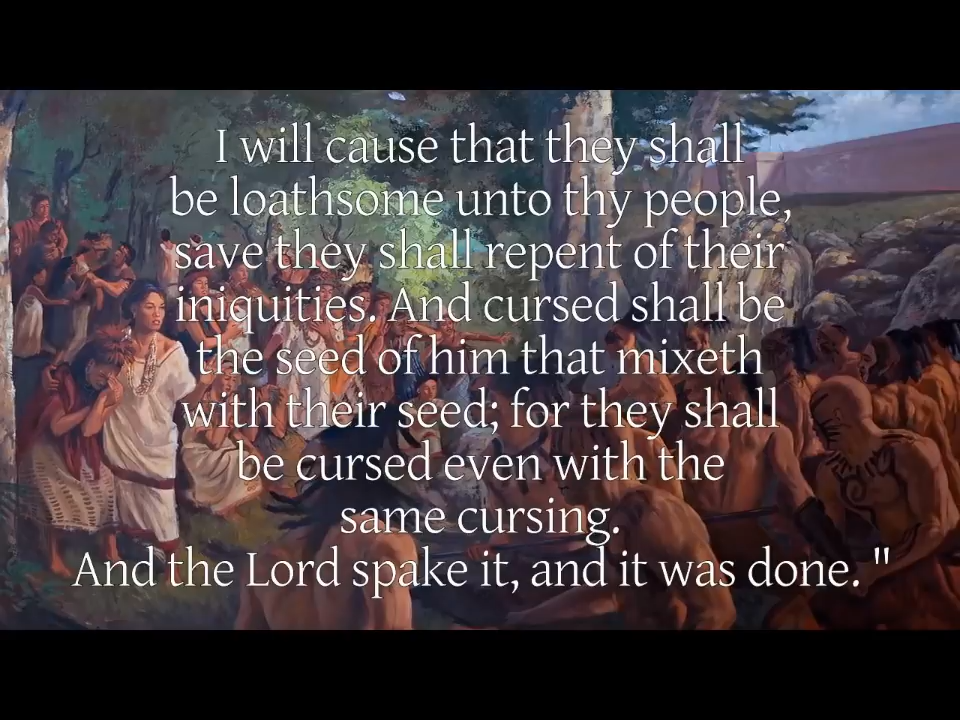 I will cause that they shall
be loathsome unto thy people,
save they shall repent of their
iniquities. And cursed shall be
the seed of him that mixeth
with their seed; for they shall
be cursed even with the
same cursing.
And the Lord spake it, and it was done. "